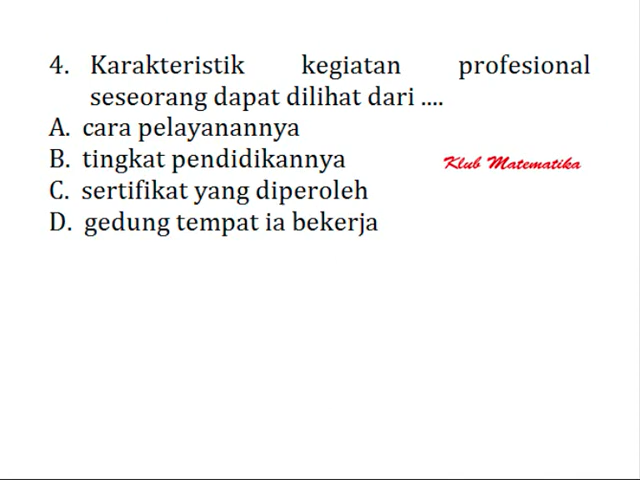 4. Karakteristik kegiatan profesional
seseorang dapat dilihat dari ....
A. cara pelayanannya
B. tingkat pendidikannya
Klub Matematika
C. sertifikat yang diperoleh
D. gedung tempat ia bekerja